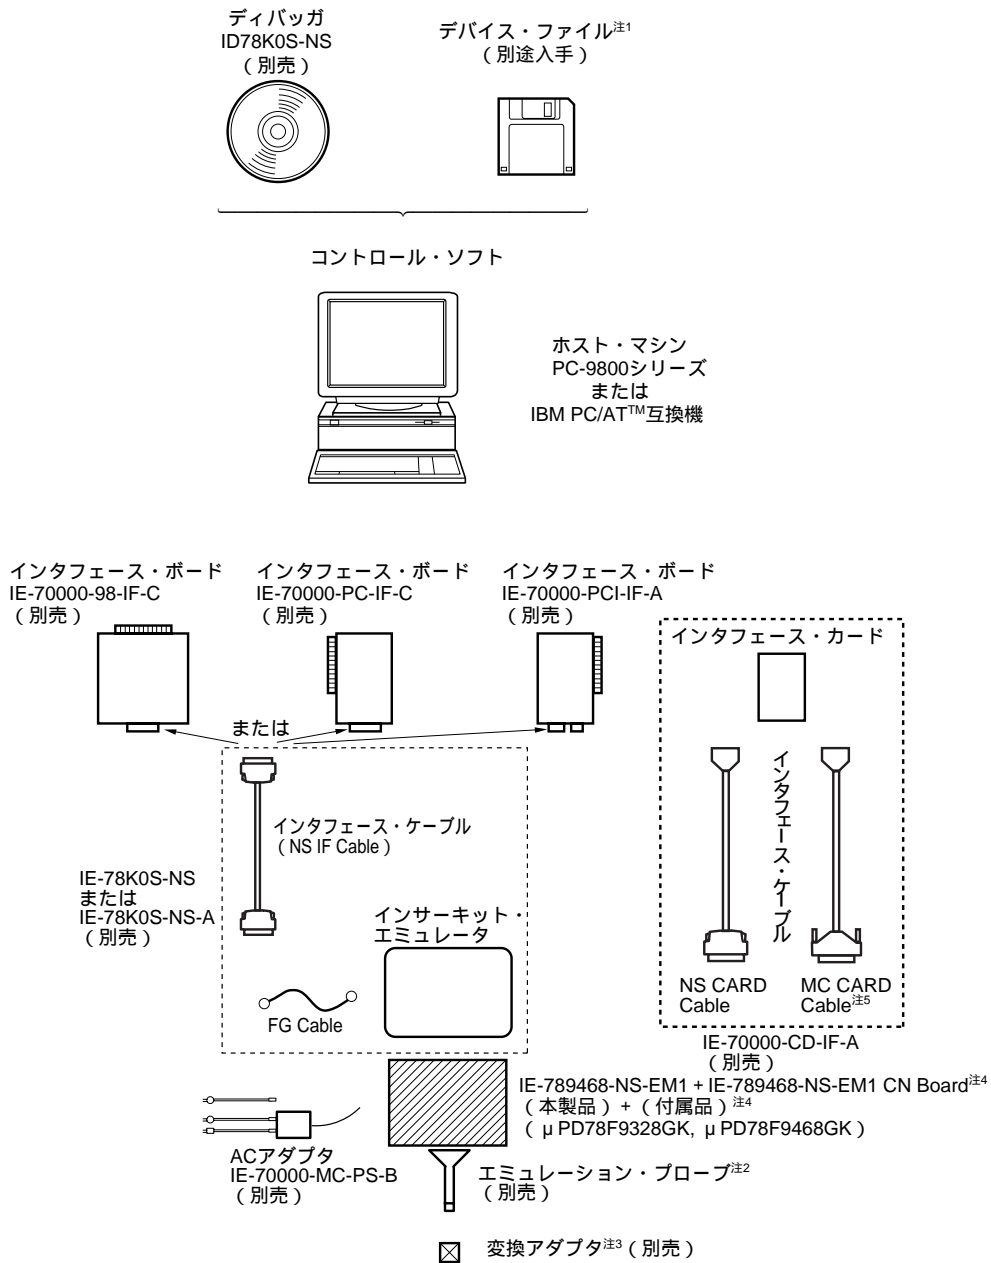 ディバッガ
ID78K0S-NS
（別売）
デバイス・ファイル注1
（別途入手）
コントロール・ソフト
ホスト・マシン
PC-9800シリーズ
または
IBM PC/AT™互換機
インタフェース・ボード
IE-70000-98-IF-C
（別売）
インタフェース・ボード
IE-70000-PC-IF-C
（別売）
インタフェース・ボード
IE-70000-PCI-IF-A
（別売）
または
インタフェース・カード
インタフェース・ケーブル
NS CARD
Cable
MC CARD
Cable注5
IE-70000-CD-IF-A
（別売）
インタフェース・ケーブル
（NS IF Cable）
IE-78K0S-NS
または
IE-78K0S-NS-A
（別売）
インサーキット・
エミュレータ
FG Cable
IE-789468-NS-EM1 + IE-789468-NS-EM1 CN Board注4
（本製品）+（付属品）注4
（μPD78F9328GK, μPD78F9468GK）
ACアダプタ
IE-70000-MC-PS-B
（別売）
エミュレーション・プローブ注2
（別売）
変換アダプタ注3（別売）